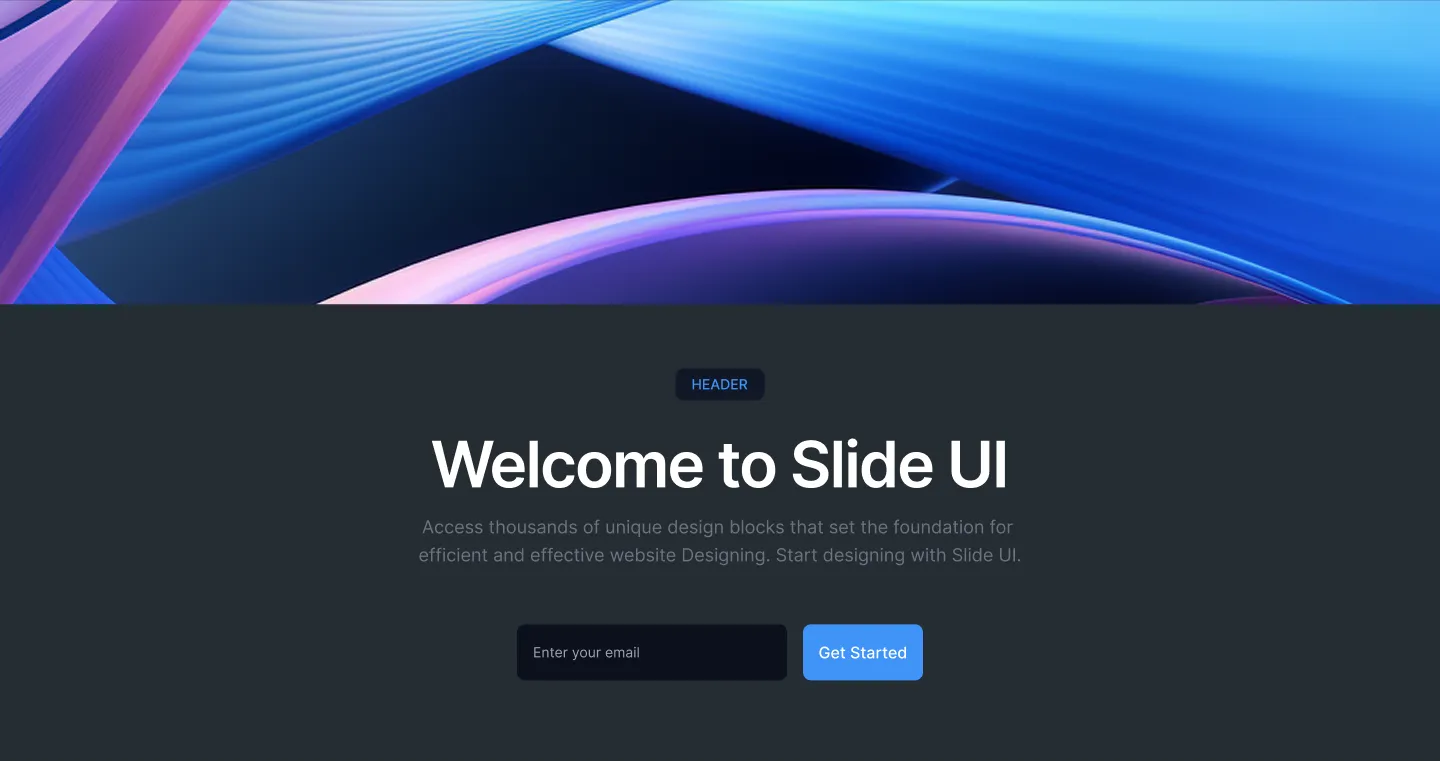 HEADER
Welcome to Slide UI
Access thousands of unique design blocks that set the foundation for
efficient and effective website Designing. Start designing with Slide UI.
Enter your email
Get Started